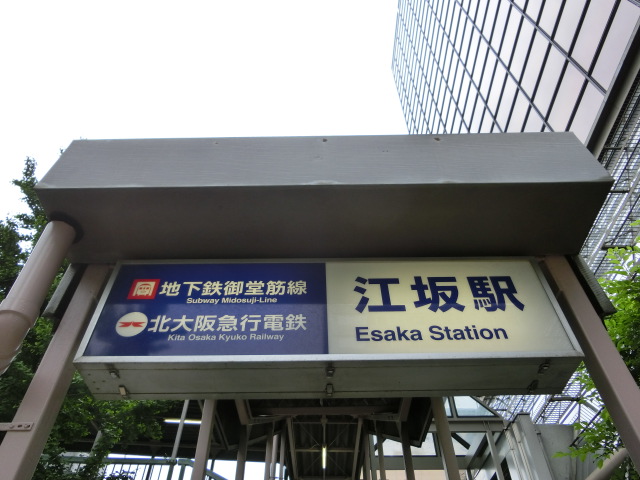 地下鉄御堂筋線
Subway Midosuji-Line
北大阪急行電鉄
Kita Osaka Kyuko Railway
江坂駅
Esaka Station